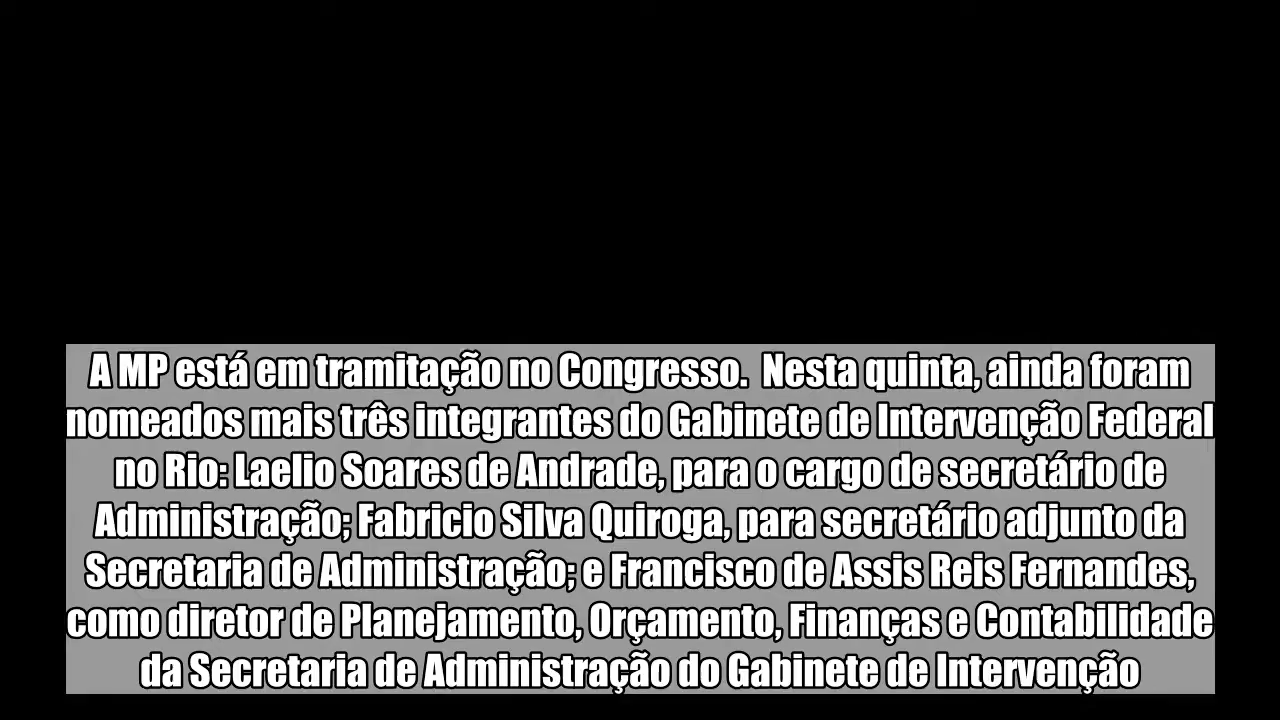 A MP está em tramitação no Congresso.  Nesta quinta, ainda foram
nomeados mais três integrantes do Gabinete de Intervenção Federal
no Rio: Laelio Soares de Andrade, para o cargo de secretário de
Administração; Fabricio Silva Quiroga, para secretário adjunto da
Secretaria de Administração; e Francisco de Assis Reis Fernandes,
como diretor de Planejamento, Orçamento, Finanças e Contabilidade
da Secretaria de Administração do Gabinete de Intervenção